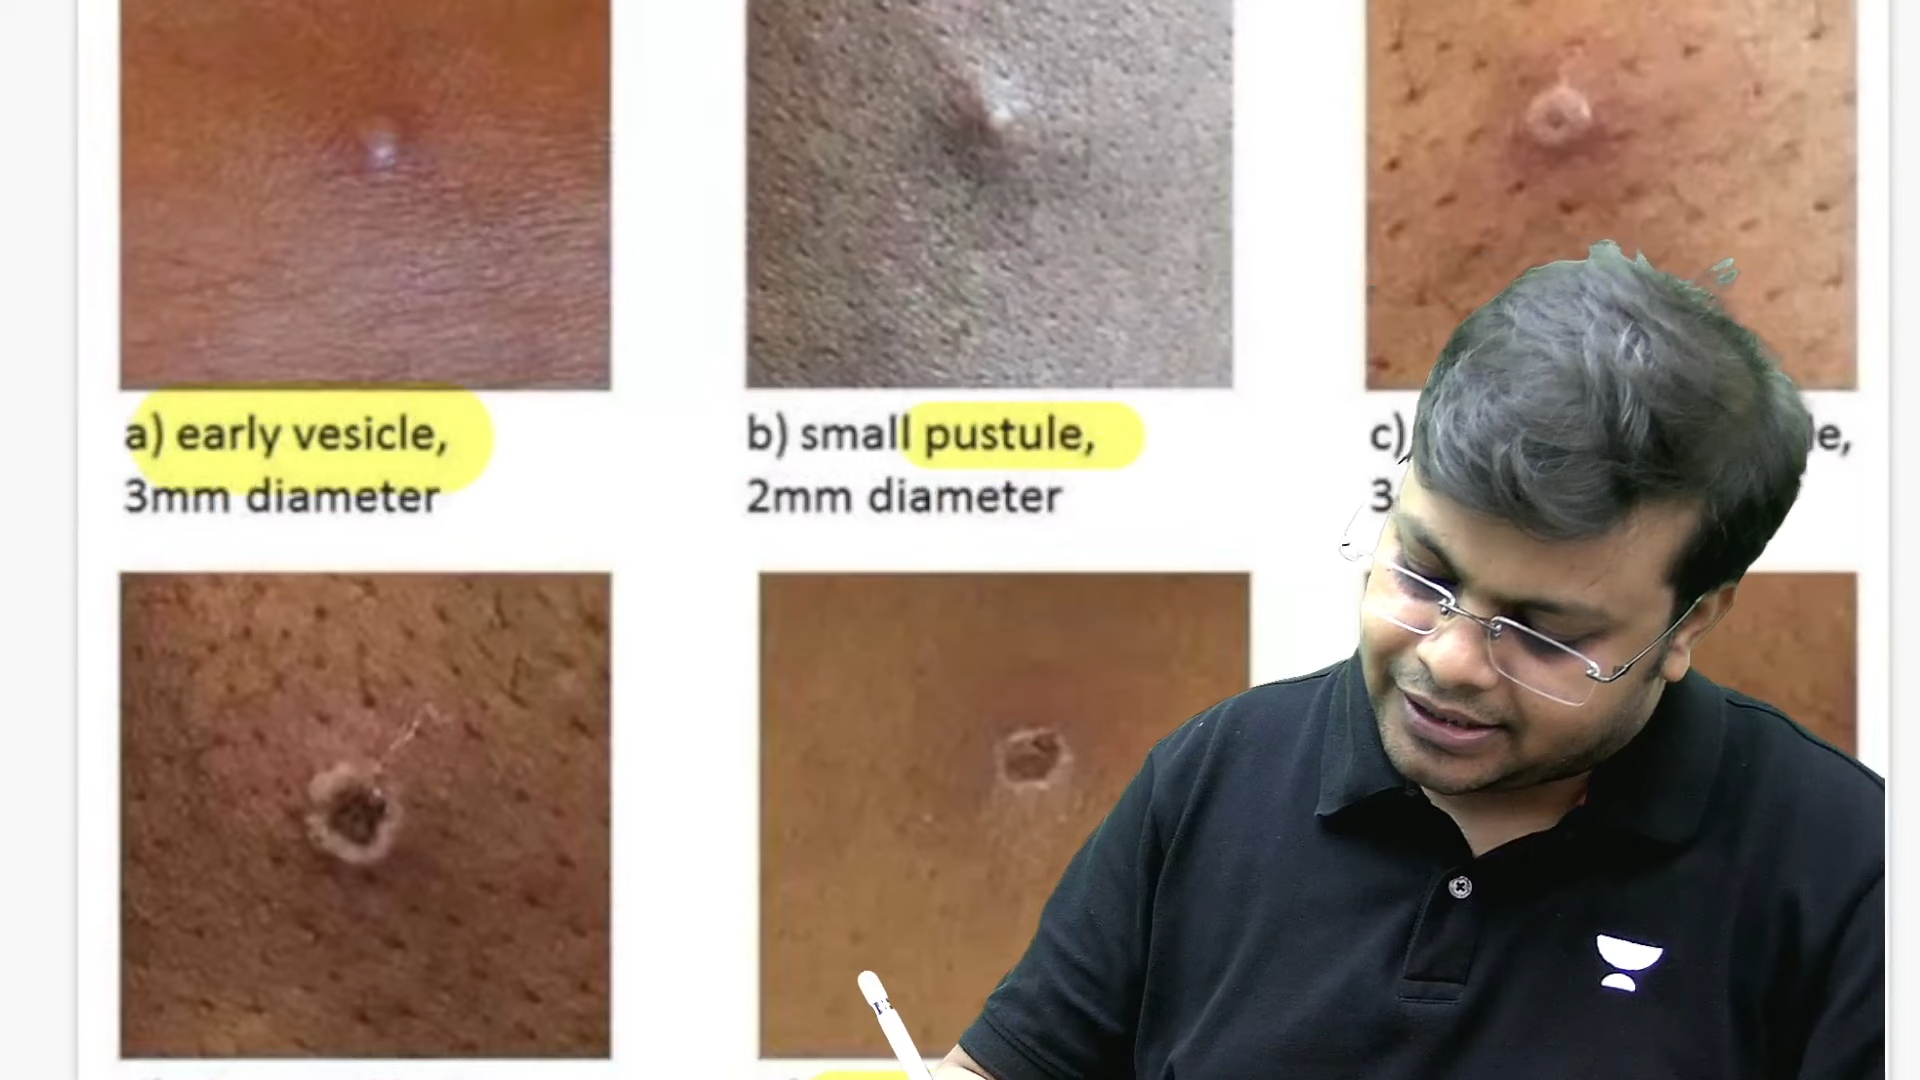 a) early vesicle,
3mm diameter
b) small pustule,
2mm diameter
c)
3